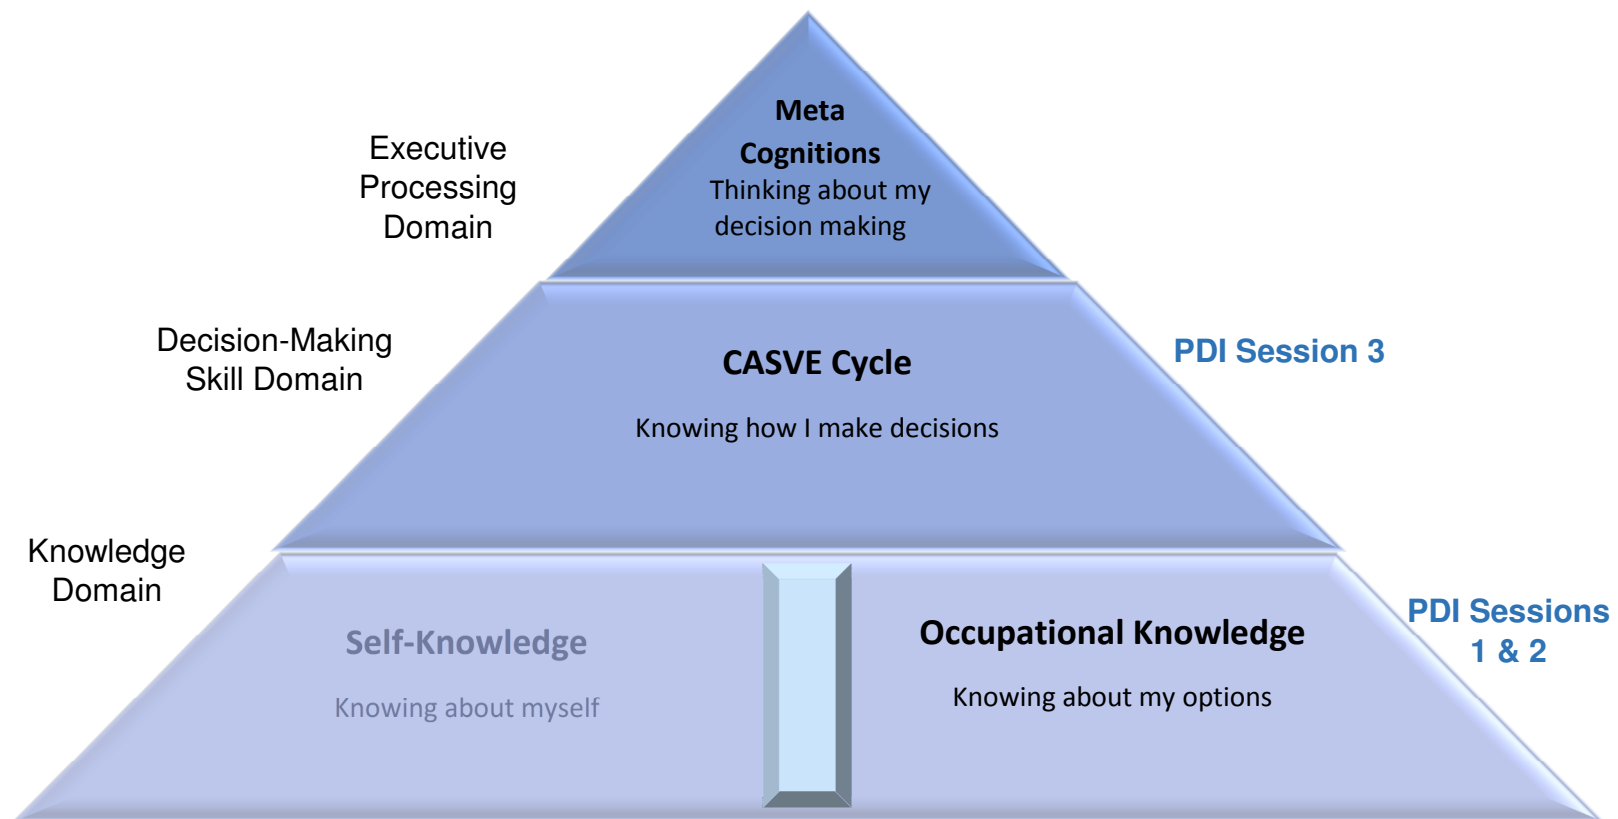 Meta
Cognitions
Thinking about my
decision making
Executive
Processing
Domain
CASVE Cycle
Knowing how I make decisions
Decision-Making
Skill Domain
PDI Session 3
Knowledge
Domain
Self-Knowledge
Knowing about myself
Occupational Knowledge
Knowing about my options
PDI Sessions
1 & 2